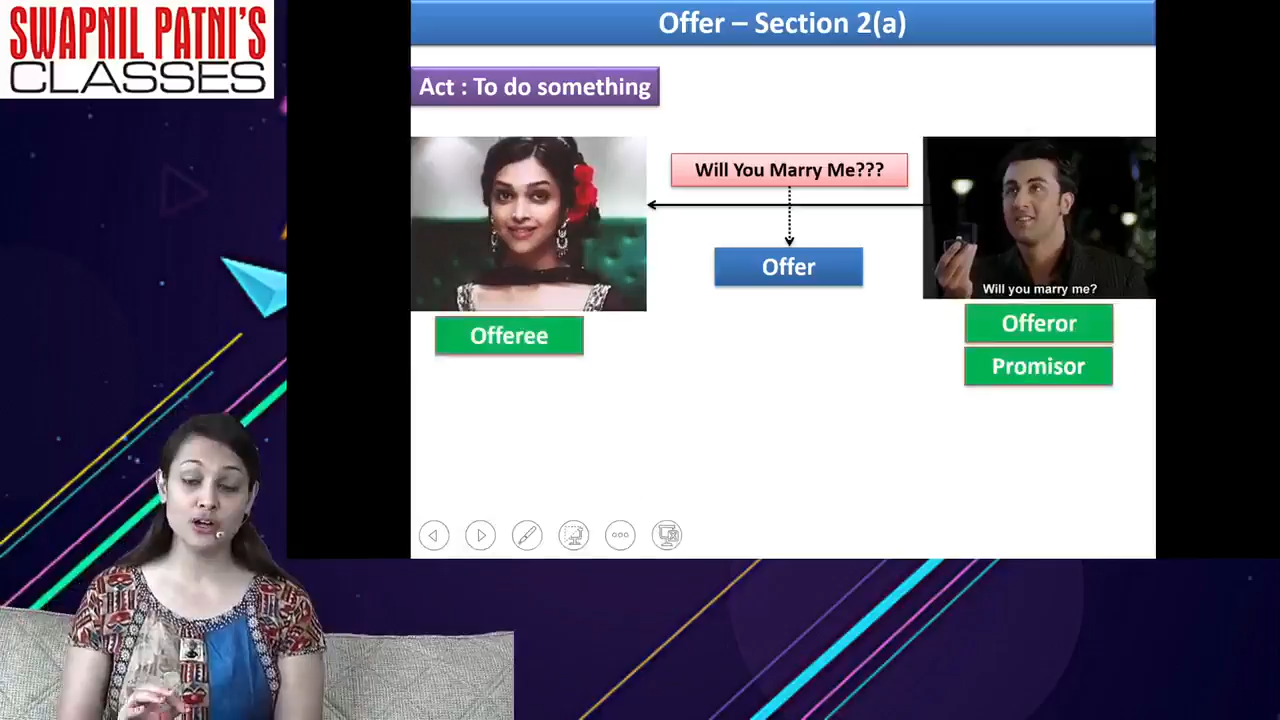 SWAPNIL PATNI'S
CLASSES
Offer – Section 2(a)
Act : To do something
Will You Marry Me???
Offer
Will you marry me?
Offeree
Offeror
Promisor